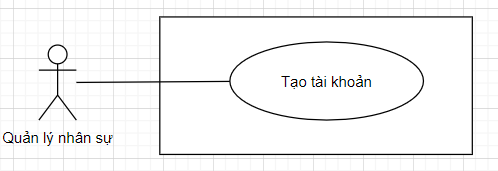 Tạo tài khoản
Quản lý nhân sự